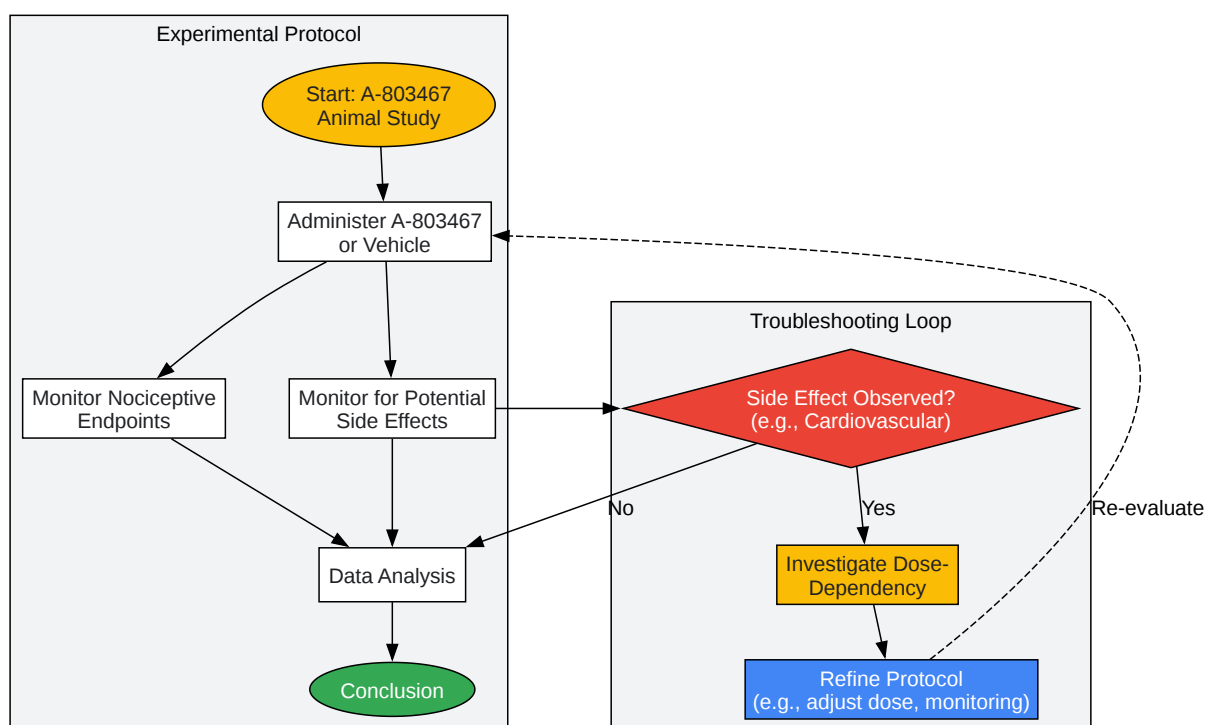 Experimental Protocol
Start: A-803467
Animal Study
Administer A-803467
or Vehicle
Troubleshooting Loop
Monitor Nociceptive
Endpoints
Monitor for Potential
Side Effects
Side Effect Observed?
(e.g., Cardiovascular)
No
Yes
Re-evaluate
Data Analysis
Investigate Dose-
Dependency
Conclusion
Refine Protocol
(e.g., adjust dose, monitoring)